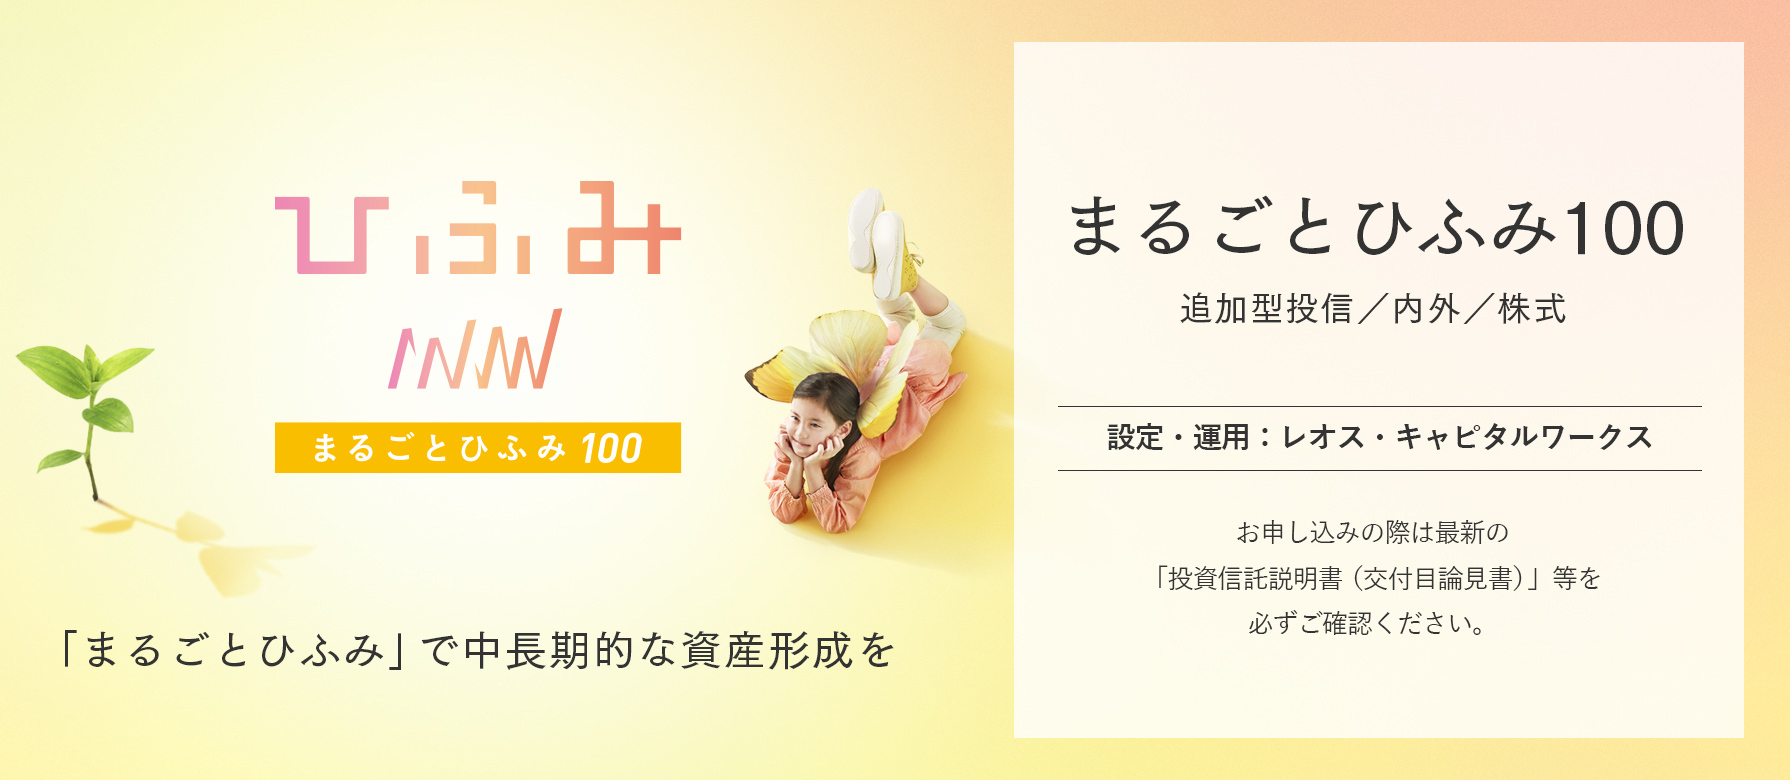 ひふみ
まるごとひふみ100
「まるごとひふみ」で中長期的な資産形成を
まるごとひふみ100
追加型投信／内外／株式
設定・運用：レオス・キャピタルワークス
お申し込みの際は最新の
「投資信託説明書（交付目論見書）」等を
必ずご確認ください。